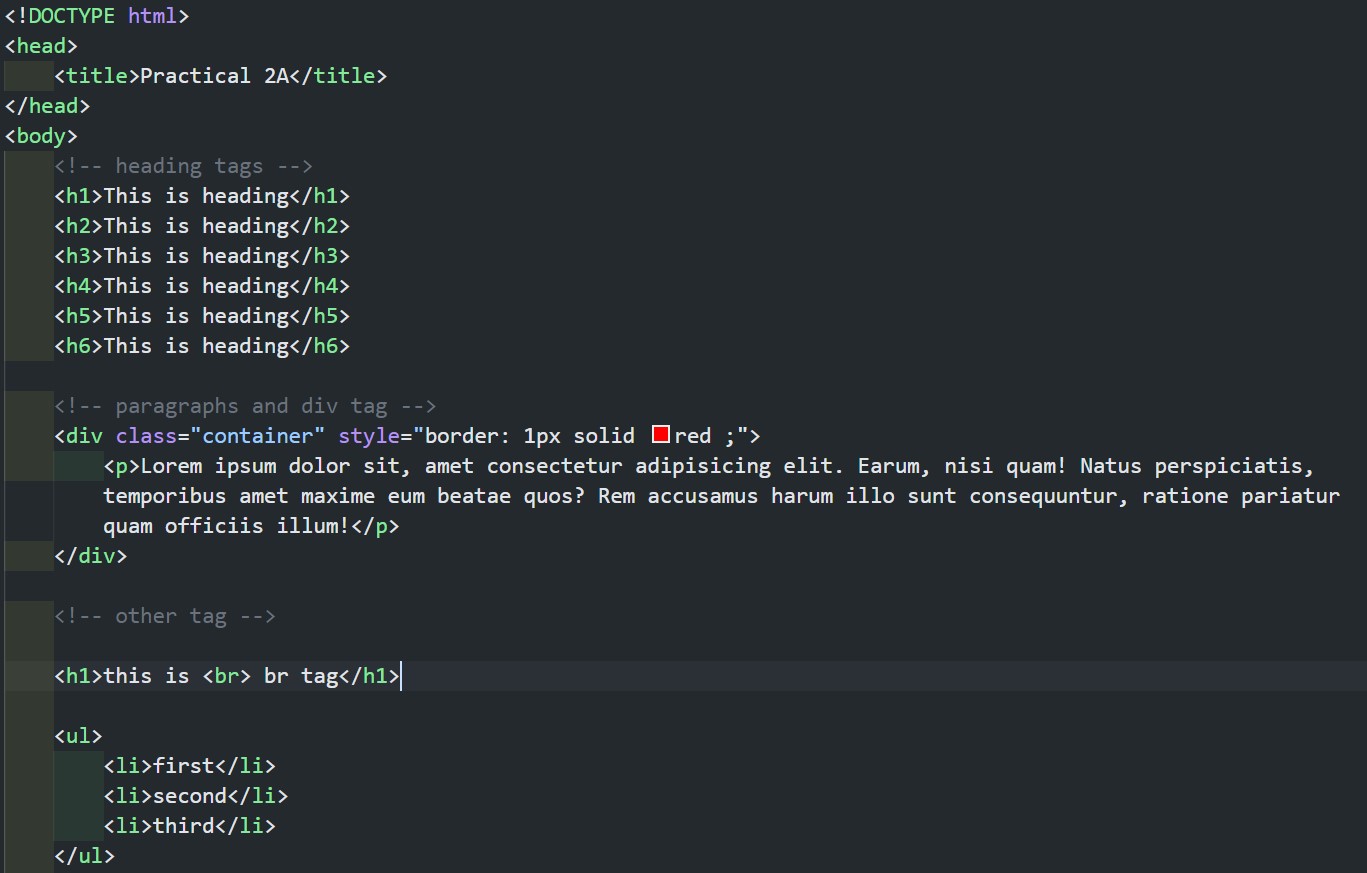 <!DOCTYPE html>
<head>
    <title>Practical 2A</title>
</head>
<body>
    <!-- heading tags -->
    <h1>This is heading</h1>
    <h2>This is heading</h2>
    <h3>This is heading</h3>
    <h4>This is heading</h4>
    <h5>This is heading</h5>
    <h6>This is heading</h6>

    <!-- paragraphs and div tag -->
    <div class="container" style="border: 1px solid red ;">
        <p>Lorem ipsum dolor sit, amet consectetur adipisicing elit. Earum, nisi quam! Natus perspiciatis,
        temporibus amet maxime eum beatae quos? Rem accusamus harum illo sunt consequuntur, ratione pariatur
        quam officiis illum!</p>
    </div>

    <!-- other tag -->

    <h1>this is <br> br tag</h1>

    <ul>
        <li>first</li>
        <li>second</li>
        <li>third</li>
    </ul>